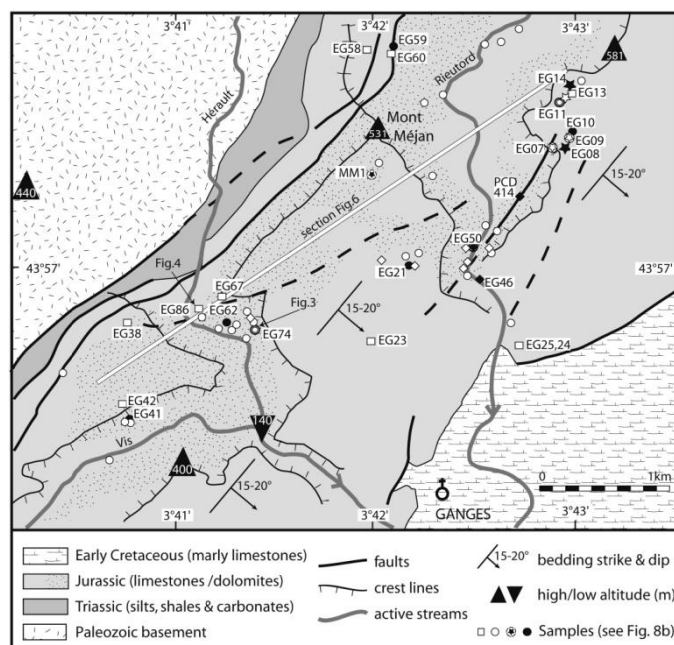 3°41'
3°42'
3°43'
EG59
EG58
EG60
Rieutord
581
Hérault
EG14
EG13
EG11
Mont
531
Méjan
EG10
EG07
EG09
EG08
MM1
440
PCD
414
15-20°
section Fig.6
EG50
43°57'
43°57'
Fig.4
EG21
EG67
EG46
Fig.3
EG86
EG62
15-20°
EG38
EG74
EG23
EG25,24
EG42
EG41
140
Vis
400
15-20°
0
1km
GANGES
3°41'
3°42'
3°43'
Early Cretaceous (marly limestones)
Jurassic (limestones /dolomites)
Triassic (silts, shales & carbonates)
Paleozoic basement
faults
crest lines
active streams
15-20°
bedding strike & dip
high/low altitude (m)
Samples (see Fig. 8b)